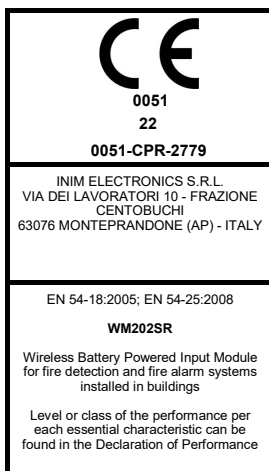 CE
0051
22
0051-CPR-2779
INIM ELECTRONICS S.R.L.
VIA DEI LAVORATORI 10 - FRAZIONE
CENTOBUCHI
63076 MONTEPRANDONE (AP) - ITALY
EN 54-18:2005; EN 54-25:2008
WM202SR
Wireless Battery Powered Input Module
for fire detection and fire alarm systems
installed in buildings
Level or class of the performance per
each essential characteristic can be
found in the Declaration of Performance